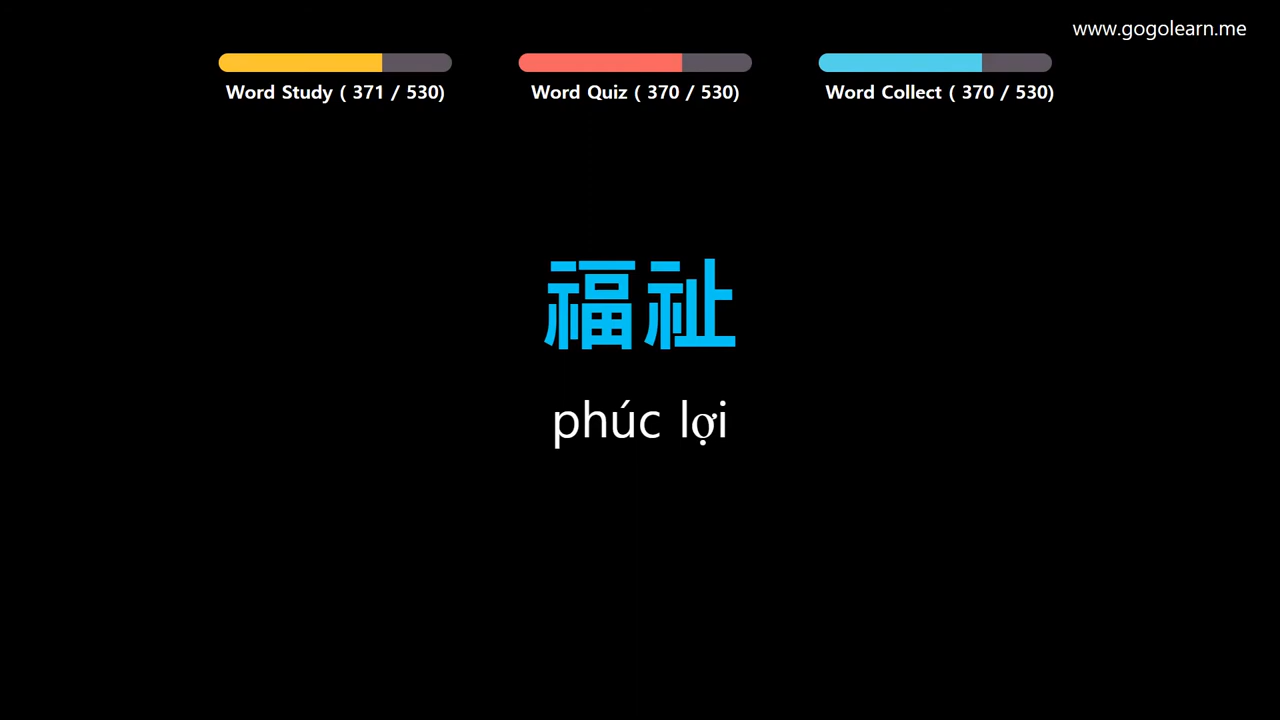 www.gogolearn.me
Word Study ( 371 / 530)
Word Quiz ( 370 / 530)
Word Collect ( 370 / 530)
福祉
phúc lợi